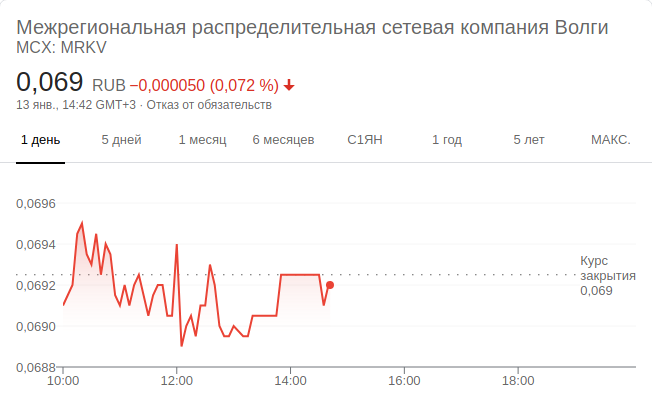 Межрегиональная распределительная сетевая компания Волги
MCX: MRKV
0,069 RUB −0,000050 (0,072 %)
13 янв., 14:42 GMT+3 · Отказ от обязательств
1 день 5 дней 1 месяц 6 месяцев С1ЯН 1 год 5 лет МАКС.
0,0696
0,0694
Курс
закрытия
0,069
0,0692
0,0690
0,0688
10:00 12:00 14:00 16:00 18:00